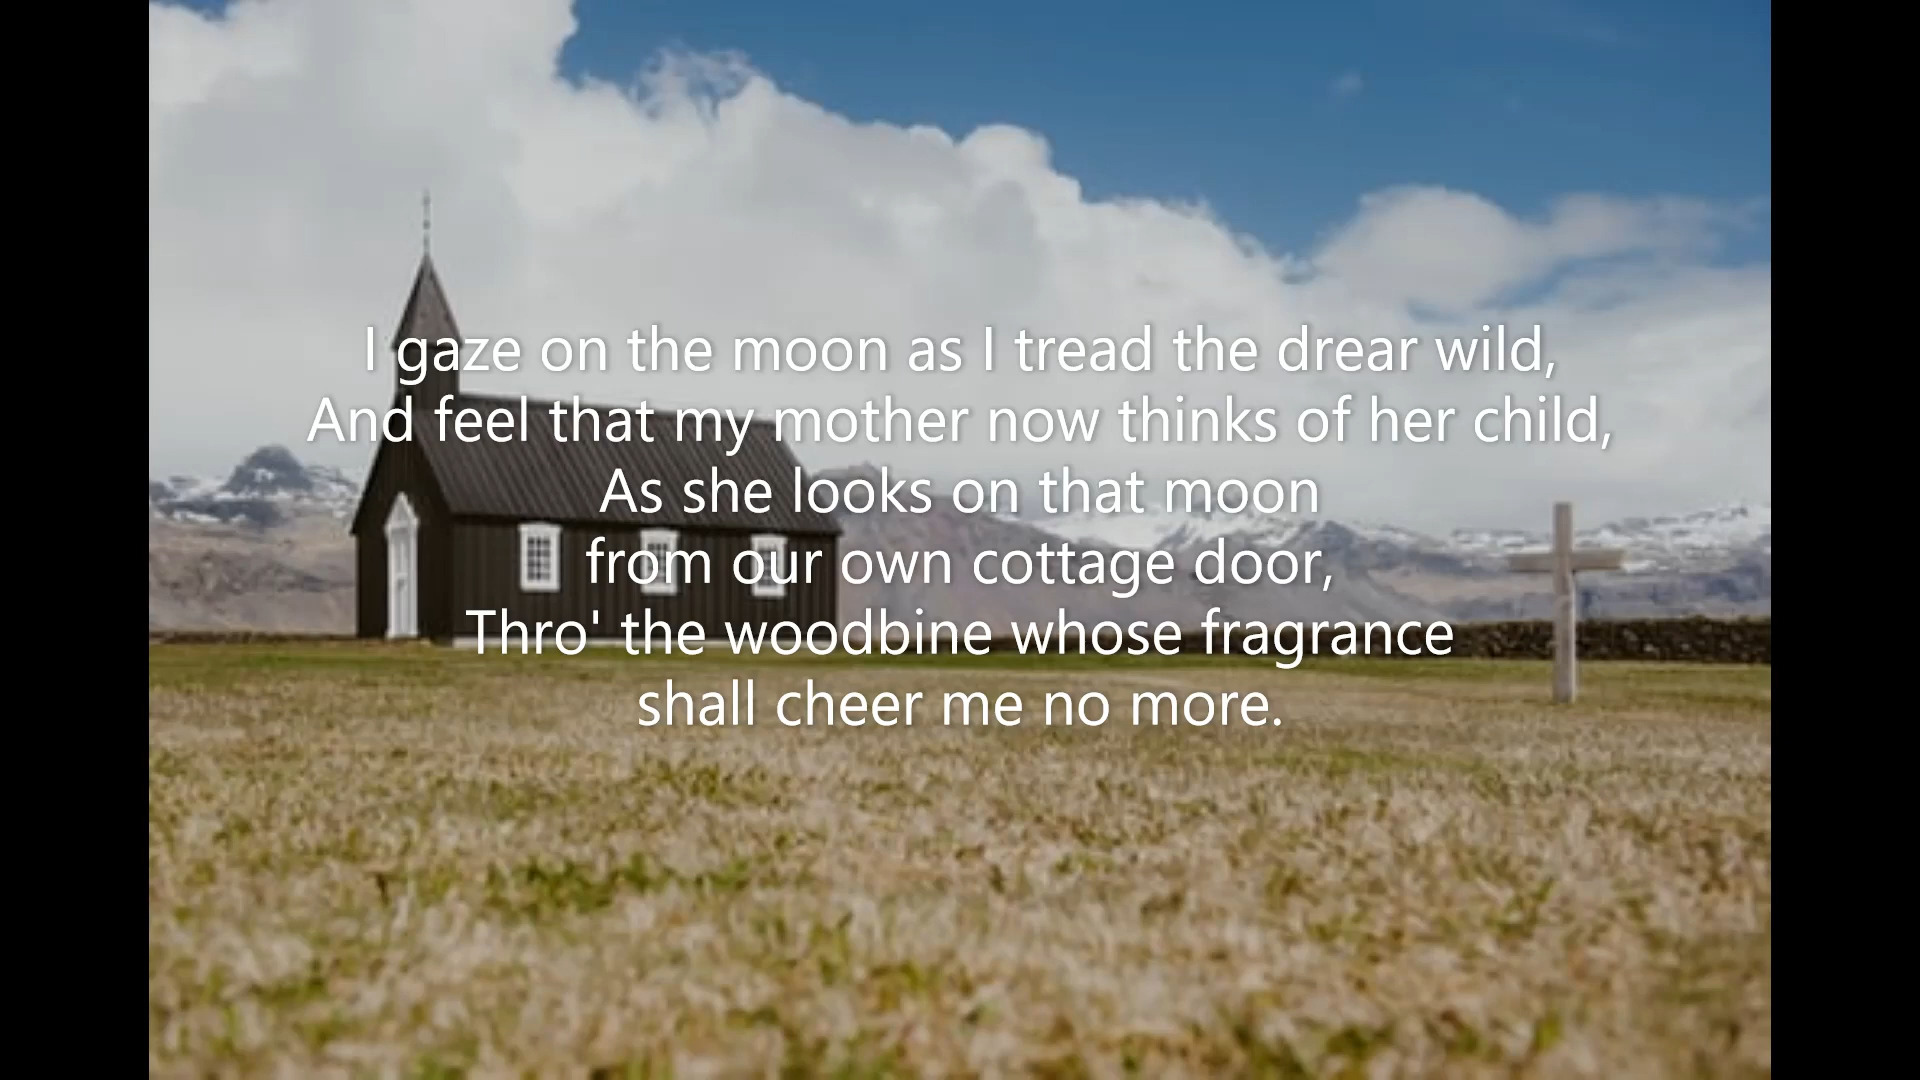 I gaze on the moon as I tread the drear wild,
And feel that my mother now thinks of her child,
As she looks on that moon
from our own cottage door,
Thro' the woodbine whose fragrance
shall cheer me no more.